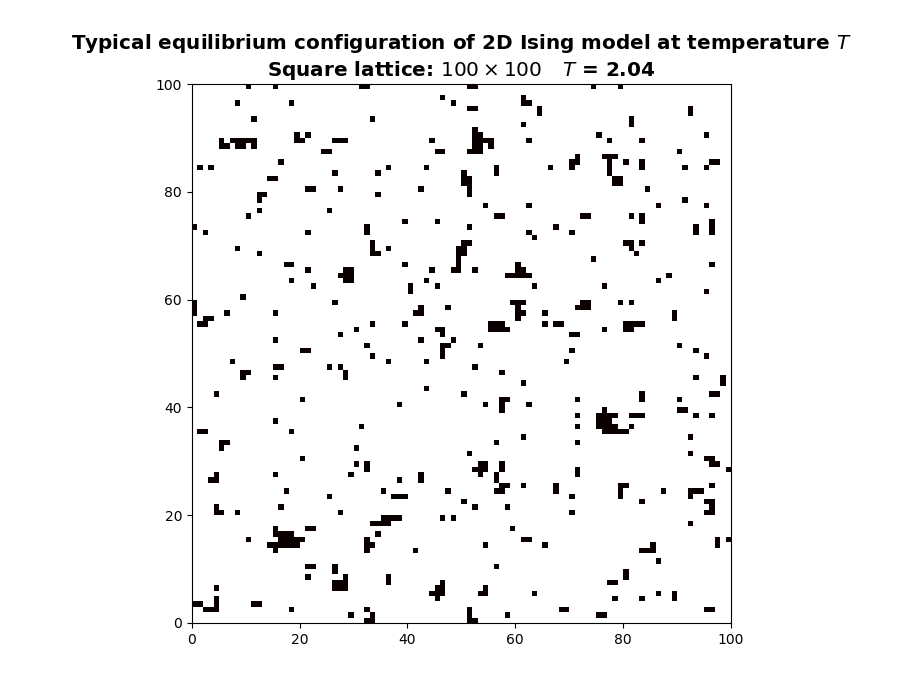 Typical equilibrium configuration of 2D Ising model at temperature T
Square lattice: 100 × 100 T = 2.04
100
80
60
40
20
0
0 20 40 60 80 100